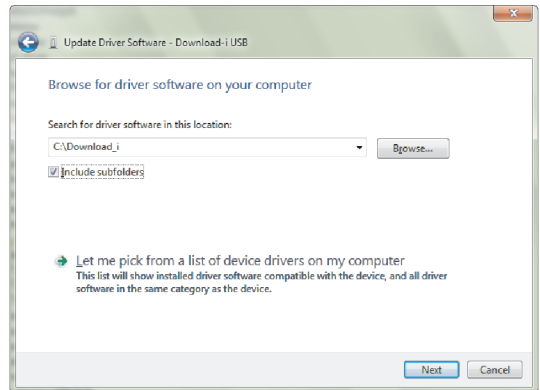 Update Driver Software - Download-i USB
Browse for driver software on your computer
Search for driver software in this location:
C:\Download_i
Browse...
Include subfolders
Let me pick from a list of device drivers on my computer
This list will show installed driver software compatible with the device, and all driver
software in the same category as the device.
Next
Cancel